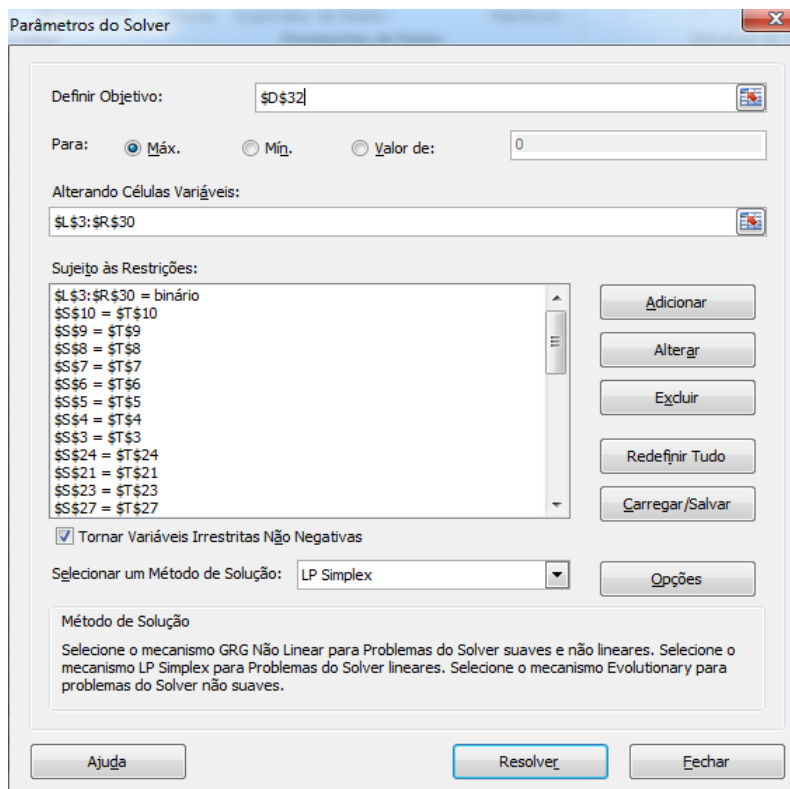 Parâmetros do Solver
Definir Objetivo:
$D$32
Para:
Máx.
Mín.
Valor de:
0
Alterando Células Variáveis:
$L$3:$R$30
Sujeito às Restrições:
$L$3:$R$30 = binário
$S$10 = $T$10
$S$9 = $T$9
$S$8 = $T$8
$S$7 = $T$7
$S$6 = $T$6
$S$5 = $T$5
$S$4 = $T$4
$S$3 = $T$3
$S$24 = $T$24
$S$21 = $T$21
$S$23 = $T$23
$S$27 = $T$27
Adicionar
Alterar
Excluir
Redefinir Tudo
Carregar/Salvar
Tornar Variáveis Irrestritas Não Negativas
Selecionar um Método de Solução:
LP Simplex
Opções
Método de Solução
Selecione o mecanismo GRG Não Linear para Problemas do Solver suaves e não lineares. Selecione o
mecanismo LP Simplex para Problemas do Solver lineares. Selecione o mecanismo Evolutionary para
problemas do Solver não suaves.
Ajuda
Resolver
Fechar